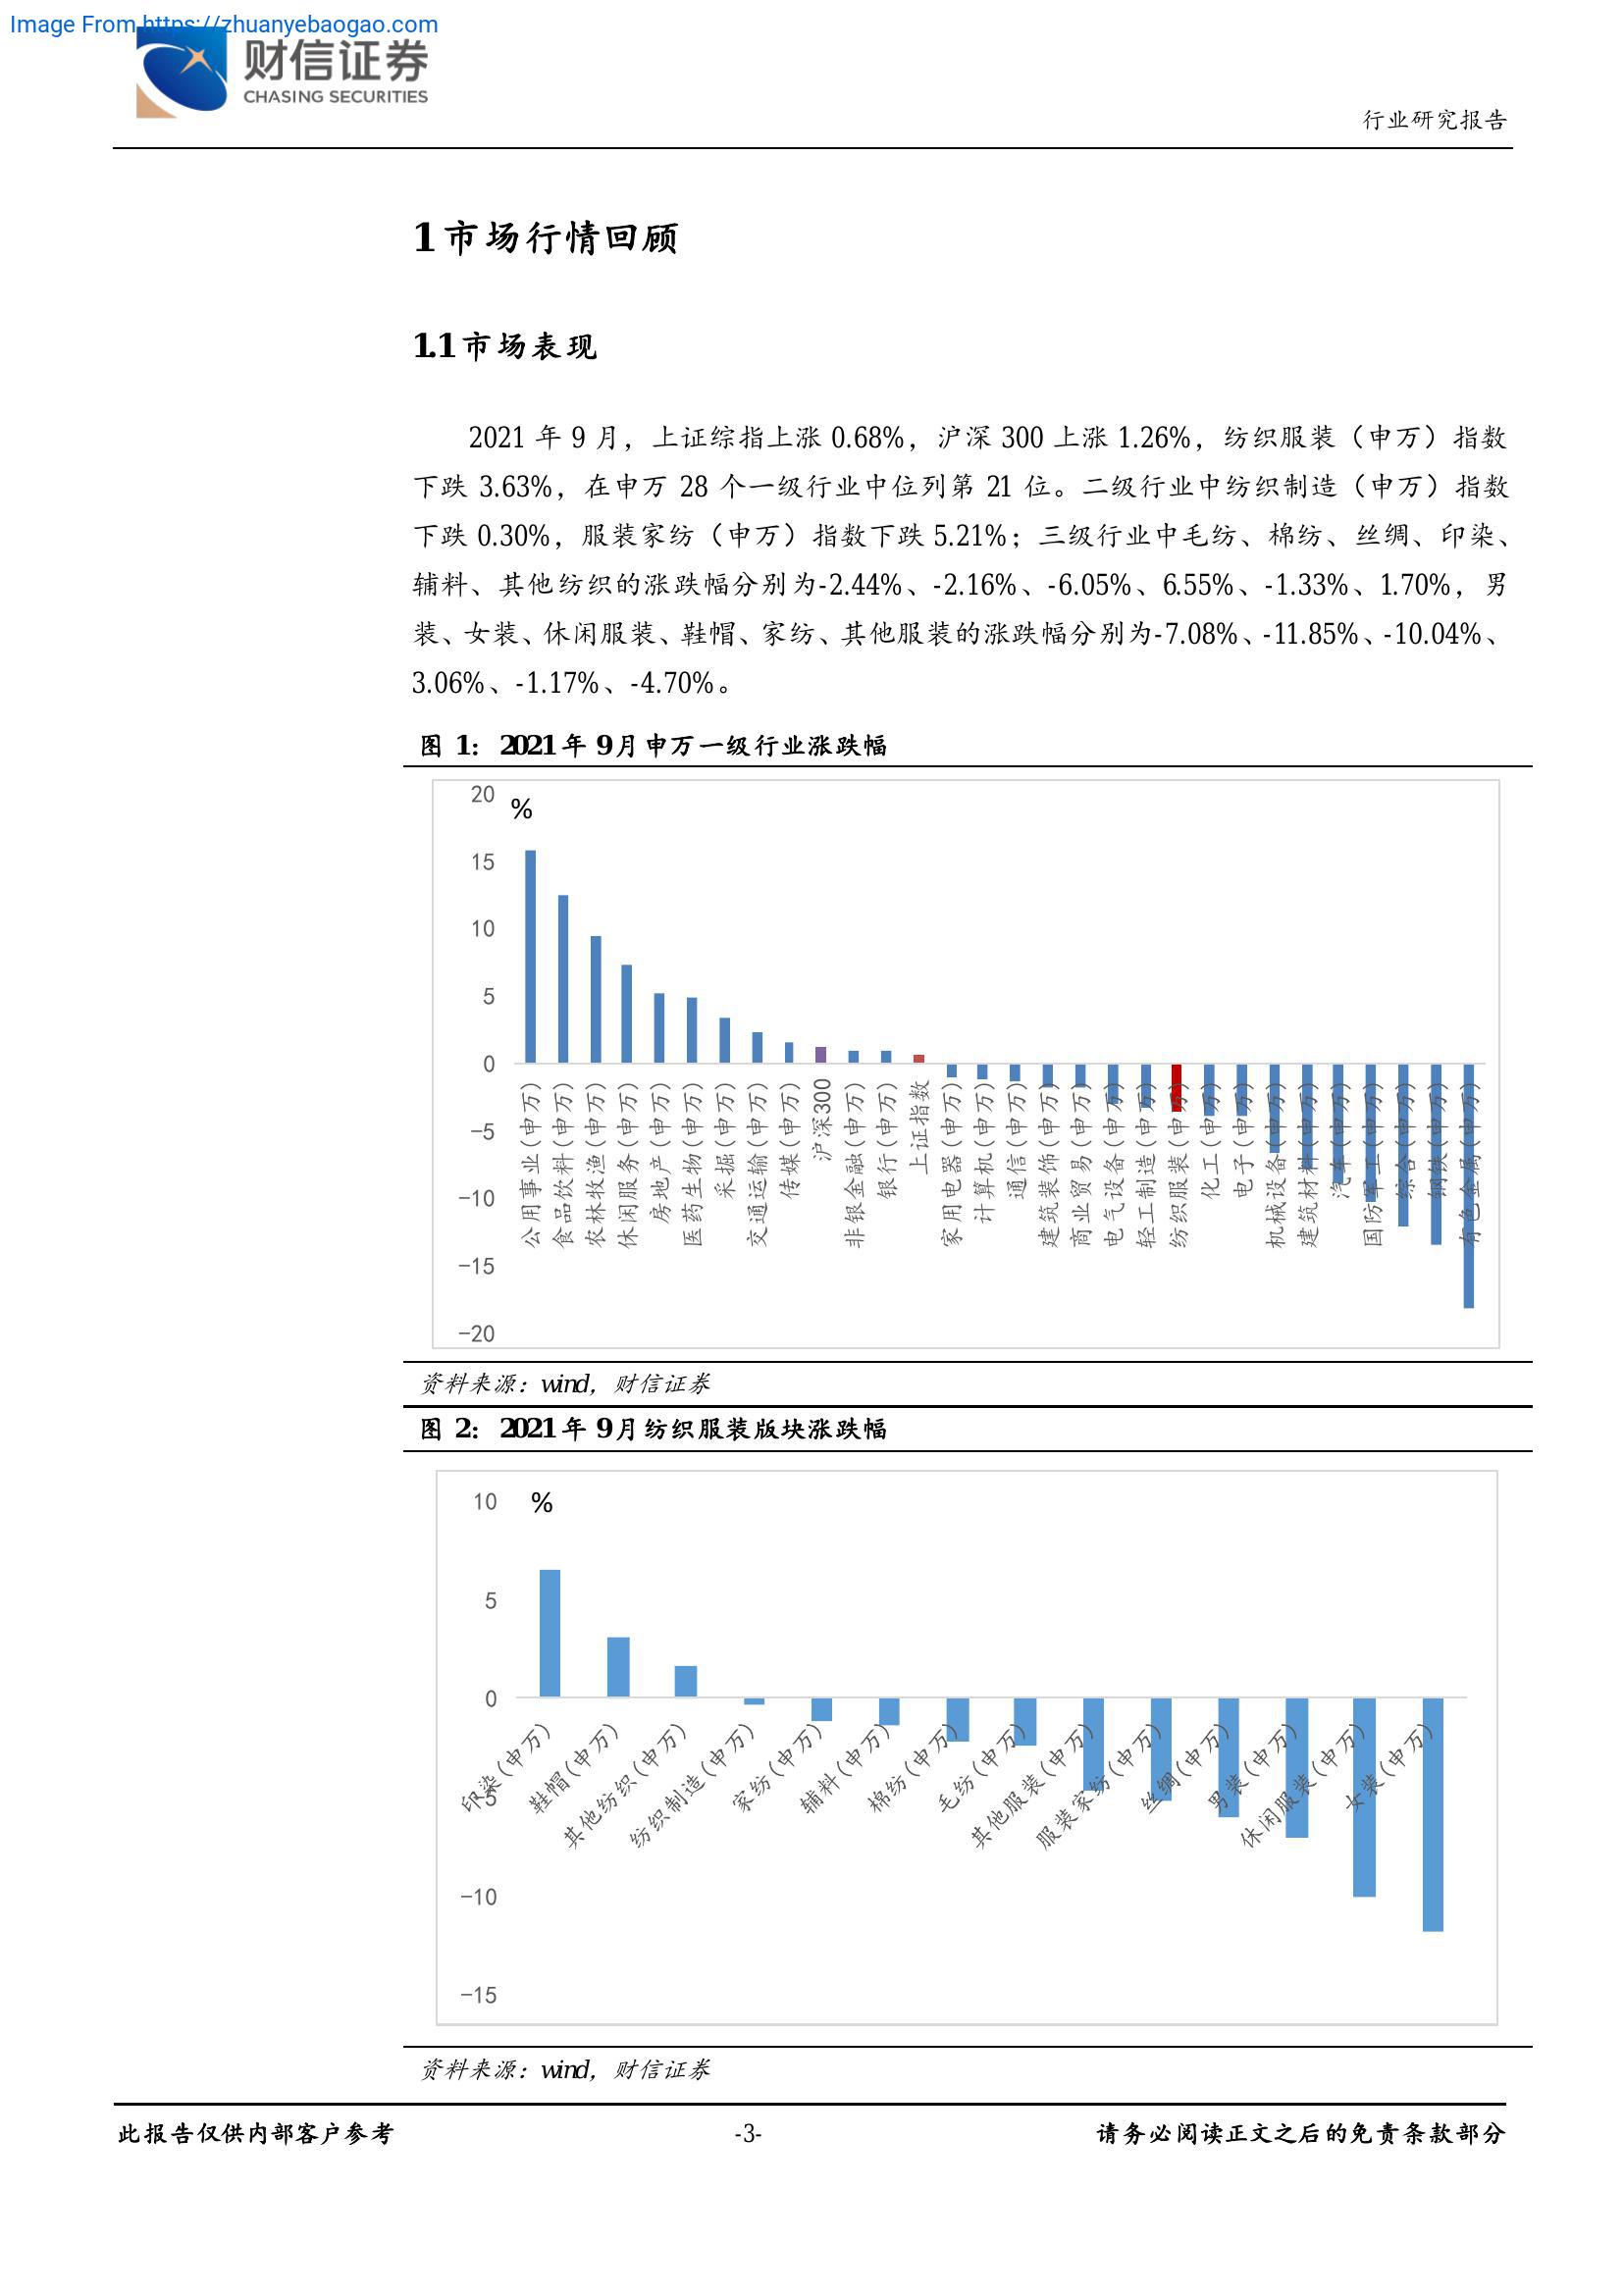 Image From https://zhuanyebaogao.com
财信证券
CHASING SECURITIES
行业研究报告
1 市场行情回顾
1.1 市场表现
2021 年 9 月，上证综指上涨 0.68%，沪深 300 上涨 1.26%，纺织服装（申万）指数
下跌 3.63%，在申万 28 个一级行业中位列第 21 位。二级行业中纺织制造（申万）指数
下跌 0.30%，服装家纺（申万）指数下跌 5.21%；三级行业中毛纺、棉纺、丝绸、印染、
辅料、其他纺织的涨跌幅分别为-2.44%、-2.16%、-6.05%、6.55%、-1.33%、1.70%，男
装、女装、休闲服装、鞋帽、家纺、其他服装的涨跌幅分别为-7.08%、-11.85%、-10.04%、
3.06%、-1.17%、-4.70%。
图 1：2021 年 9 月申万一级行业涨跌幅
%
20
15
10
5
0
-5
-10
-15
-20
公用事业(申万)
食品饮料(申万)
农林牧渔(申万)
休闲服务(申万)
房地产(申万)
医药生物(申万)
采掘(申万)
交通运输(申万)
传媒(申万)
沪深300
非银金融(申万)
银行(申万)
上证指数
家用电器(申万)
计算机(申万)
通信(申万)
建筑装饰(申万)
商业贸易(申万)
电气设备(申万)
轻工制造(申万)
纺织服装(申万)
化工(申万)
电子(申万)
机械设备(申万)
建筑材料(申万)
汽车(申万)
国防军工(申万)
综合(申万)
钢铁(申万)
有色金属(申万)
资料来源：wind，财信证券
图 2：2021 年 9 月纺织服装版块涨跌幅
%
10
5
0
-5
-10
-15
印染(申万)
鞋帽(申万)
其他纺织(申万)
纺织制造(申万)
家纺(申万)
辅料(申万)
棉纺(申万)
毛纺(申万)
其他服装(申万)
服装家纺(申万)
丝绸(申万)
男装(申万)
休闲服装(申万)
女装(申万)
资料来源：wind，财信证券
此报告仅供内部客户参考
-3-
请务必阅读正文之后的免责条款部分